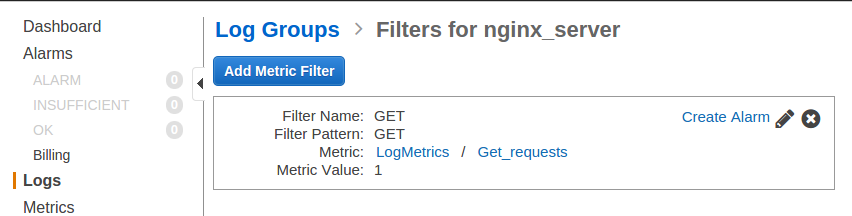 Dashboard
Alarms
ALARM 0
INSUFFICIENT 0
OK 0
Billing
Logs
Metrics
Log Groups > Filters for nginx_server
Add Metric Filter
Filter Name: GET
Filter Pattern: GET
Metric: LogMetrics / Get_requests
Metric Value: 1
Create Alarm